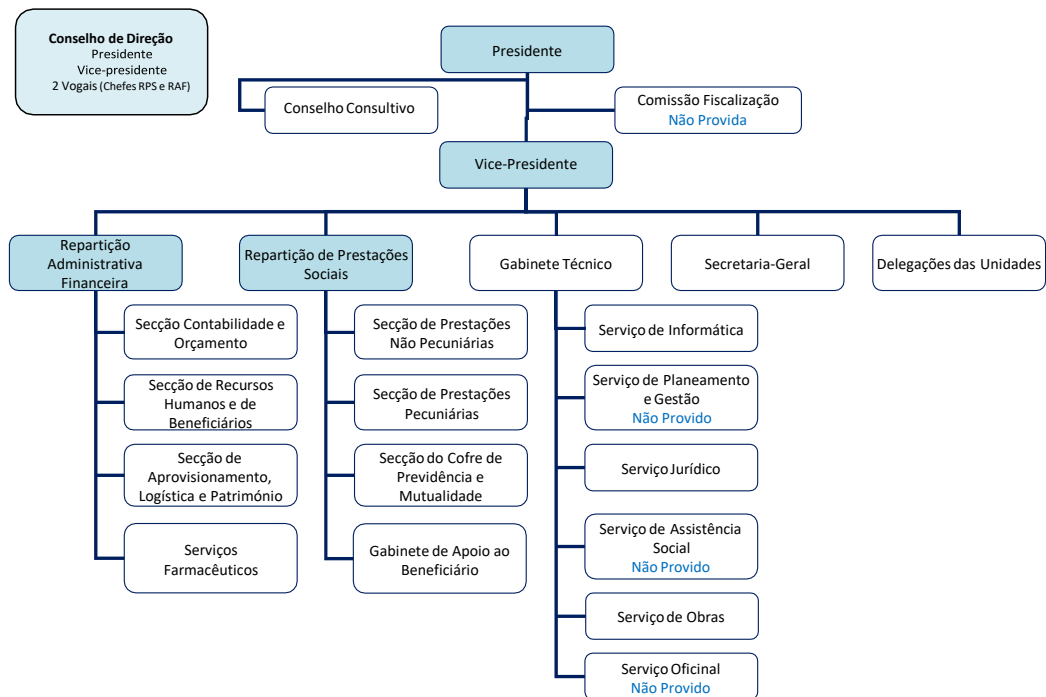 Conselho de Direção
Presidente
Vice-presidente
2 Vogais (Chefes RPS e RAF)
Presidente
Conselho Consultivo
Comissão Fiscalização
Não Provida
Vice-Presidente
Repartição
Administrativa
Financeira
Repartição de Prestações
Sociais
Gabinete Técnico
Secretaria-Geral
Delegações das Unidades
Secção Contabilidade e
Orçamento
Secção de Recursos
Humanos e de
Beneficiários
Secção de
Aprovisionamento,
Logística e Património
Serviços
Farmacêuticos
Secção de Prestações
Não Pecuniárias
Secção de Prestações
Pecuniárias
Secção do Cofre de
Previdência e
Mutualidade
Gabinete de Apoio ao
Beneficiário
Serviço de Informática
Serviço de Planeamento
e Gestão
Não Provido
Serviço Jurídico
Serviço de Assistência
Social
Não Provido
Serviço de Obras
Serviço Oficinal
Não Provido